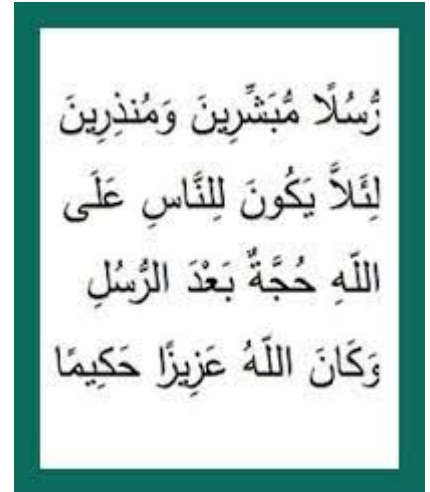 رُّسُلًا مُّبَشِّرِينَ وَمُنذِرِينَ
لِئَلاَّ يَكُونَ لِلنَّاسِ عَلَى
اللّهِ حُجَّةٌ بَعْدَ الرُّسُلِ
وَكَانَ اللّهُ عَزِيزًا حَكِيمًا